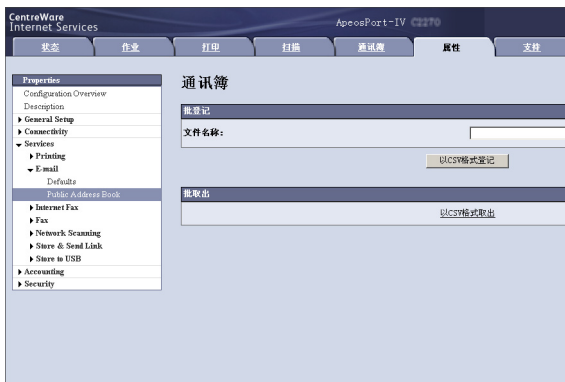 CentreWare
Internet Services
ApeosPort-IV C2270
状态 作业 打印 扫描 通讯簿 属性 支持
Properties
Configuration Overview
Description
General Setup
Connectivity
Services
Printing
E-mail
Defaults
Public Address Book
Internet Fax
Fax
Network Scanning
Store & Send Link
Store to USB
Accounting
Security
通讯簿
批登记
文件名称:
以CSV格式登记
批取出
以CSV格式取出